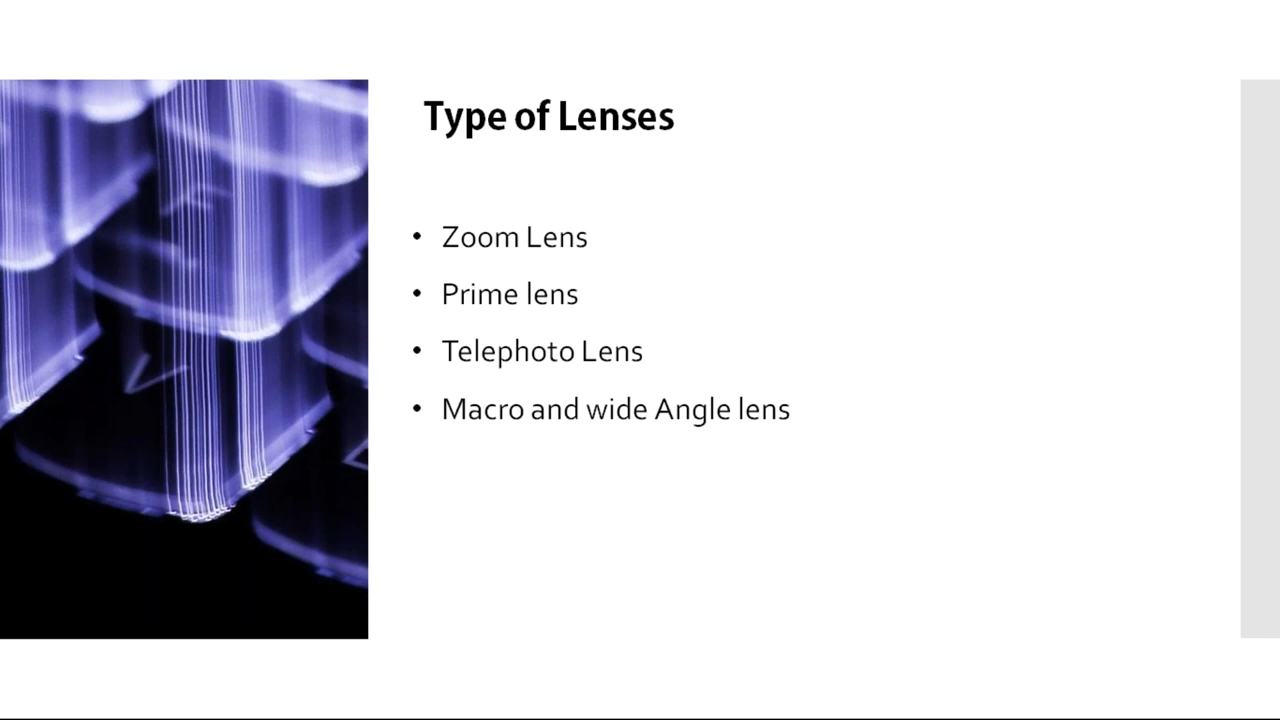 Type of Lenses
• Zoom Lens
• Prime lens
• Telephoto Lens
• Macro and wide Angle lens